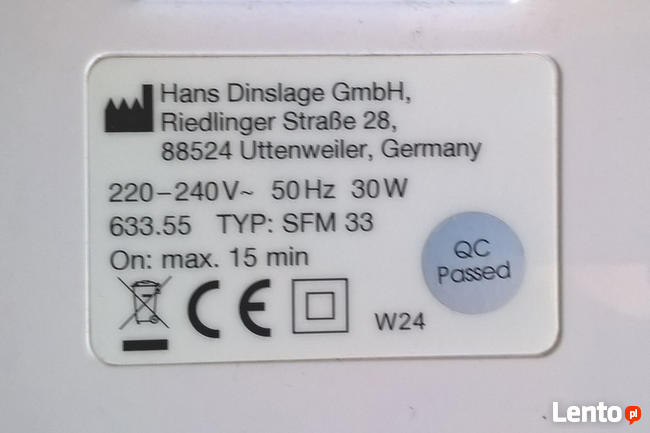 Hans Dinslage GmbH,
Riedlinger Straße 28,
88524 Uttenweiler, Germany
220–240V~ 50Hz 30W
633.55 TYP: SFM 33
On: max. 15 min
QC
Passed
CE
W24
Lento.pl